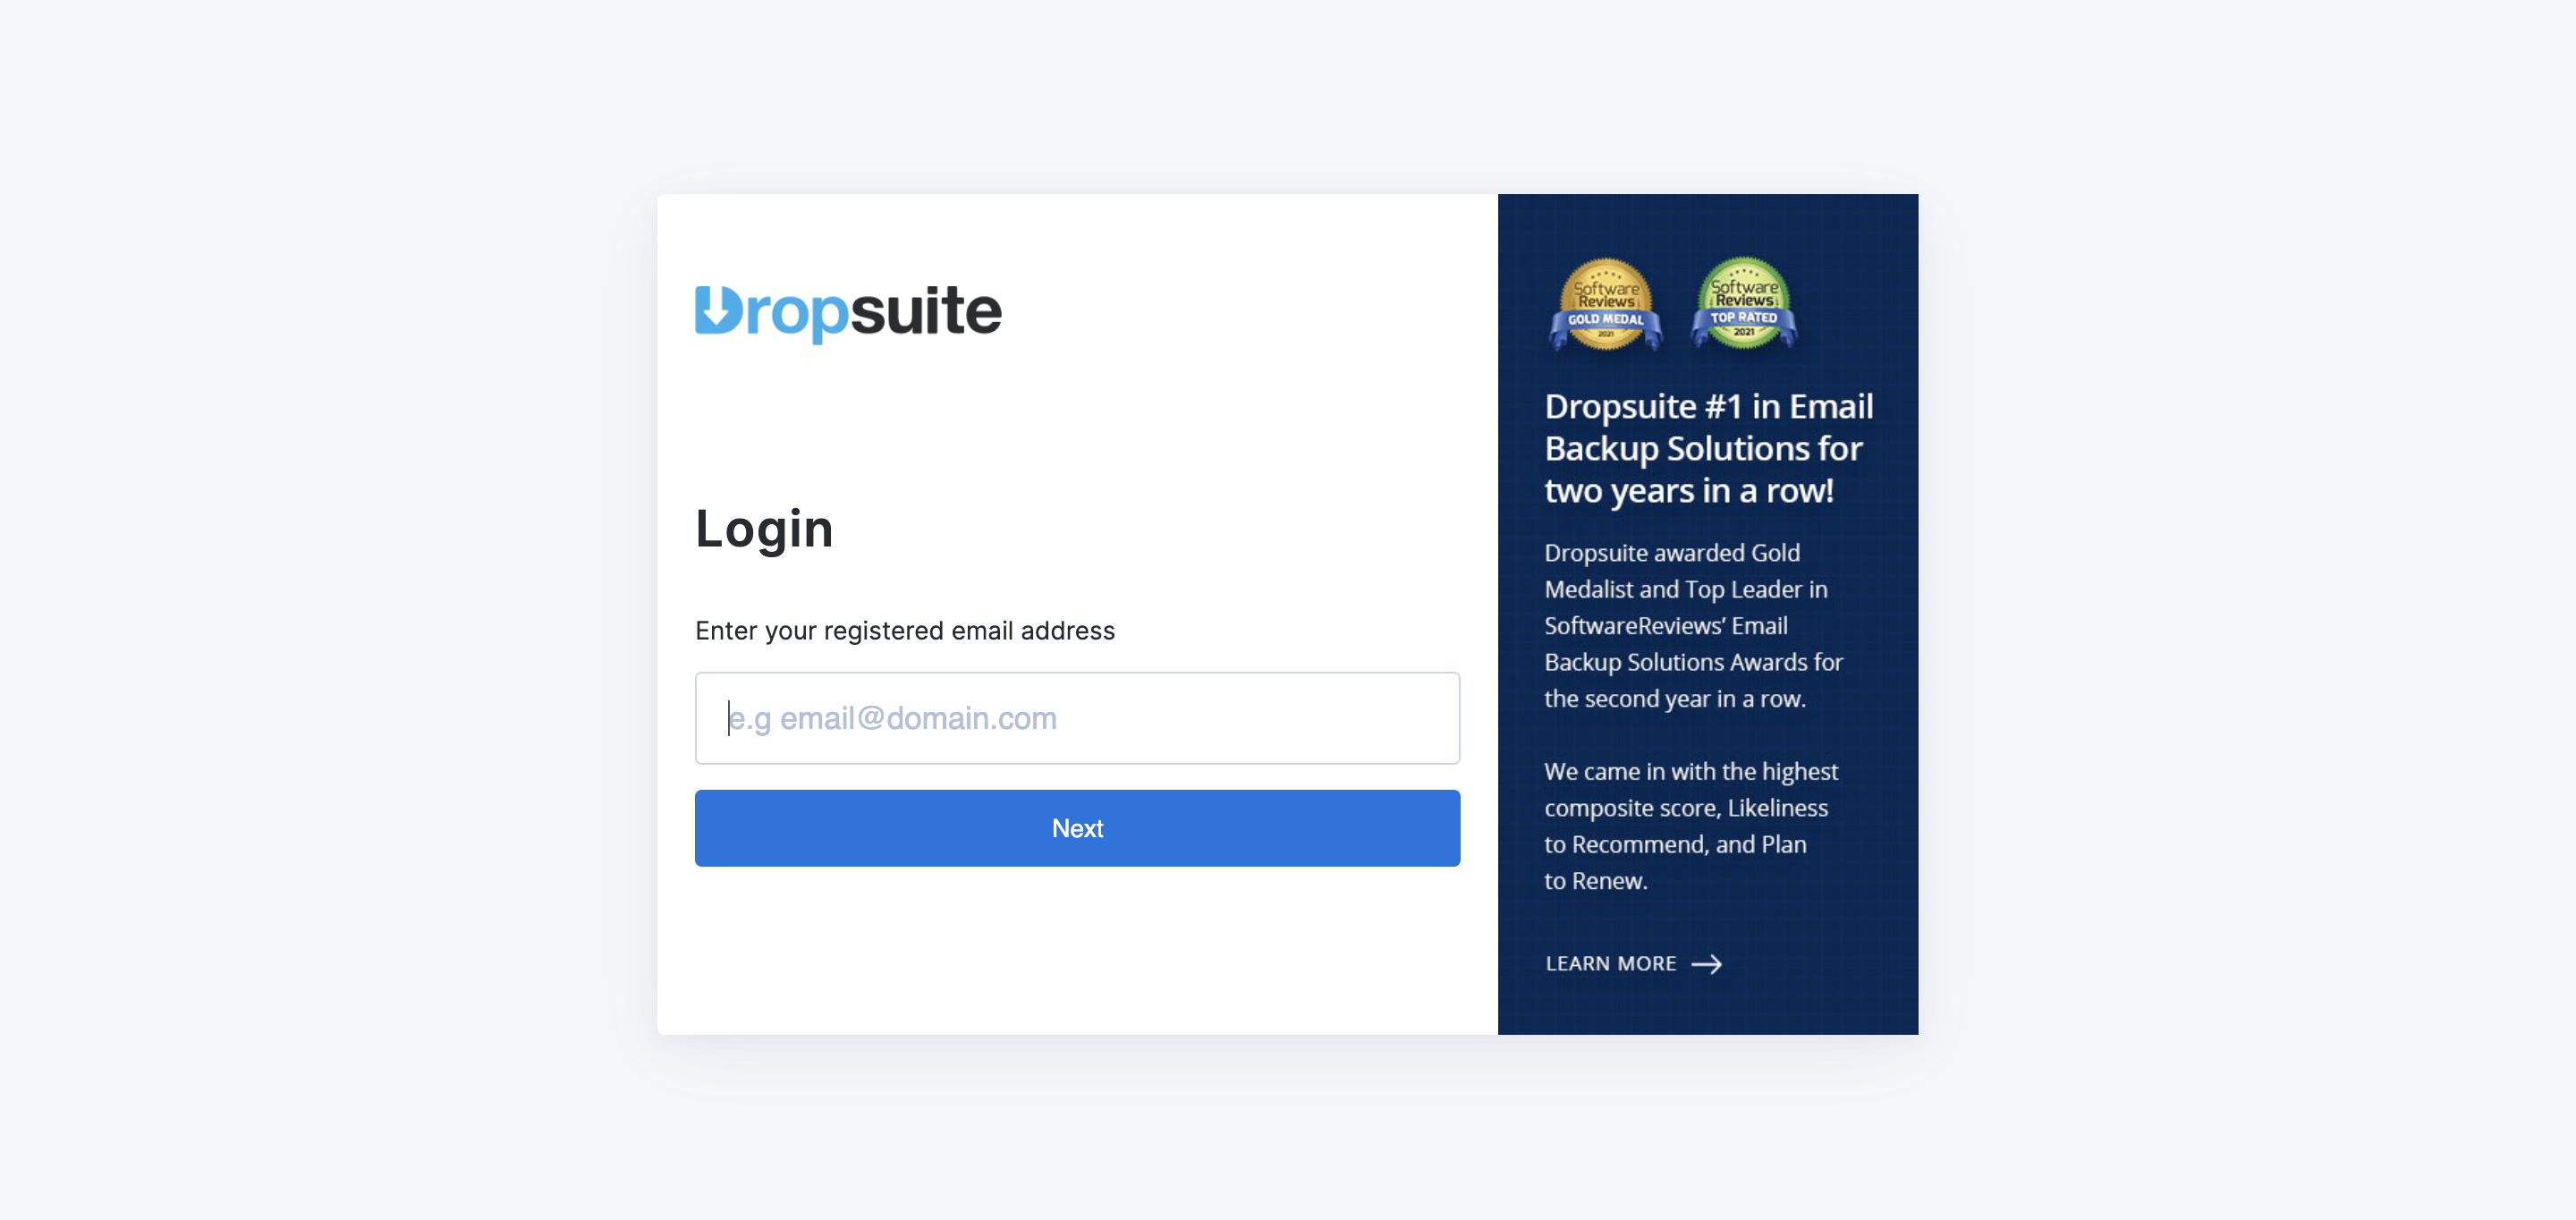 Dropsuite
Login
Enter your registered email address
e.g email@domain.com
Next
Software
Reviews
GOLD MEDAL
2021
Software
Reviews
TOP RATED
2021
Dropsuite #1 in Email
Backup Solutions for
two years in a row!
Dropsuite awarded Gold
Medalist and Top Leader in
SoftwareReviews’ Email
Backup Solutions Awards for
the second year in a row.
We came in with the highest
composite score, Likeliness
to Recommend, and Plan
to Renew.
LEARN MORE